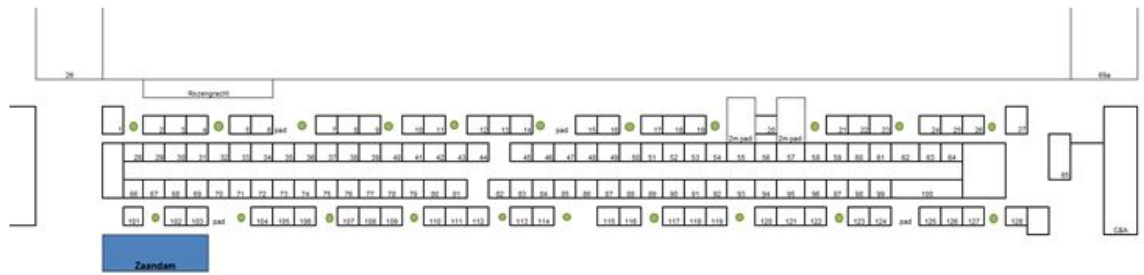 26 69a
Rozengracht
1 2 3 4 5 6 pad 7 8 9 10 11 12 13 14 pad 15 16 17 18 19 2m pad 20 2m pad 21 22 23 24 25 26 27
28 29 30 31 32 33 34 35 36 37 38 39 40 41 42 43 44 45 46 47 48 49 50 51 52 53 54 55 56 57 58 59 60 61 62 63 64
65
66 67 68 69 70 71 72 73 74 75 76 77 78 79 80 81 82 83 84 85 86 87 88 89 90 91 92 93 94 95 96 97 98 99 100
101 102 103 pad 104 105 106 107 108 109 110 111 112 113 114 115 116 117 118 119 120 121 122 123 124 pad 125 126 127 128 C&A
Zaandam